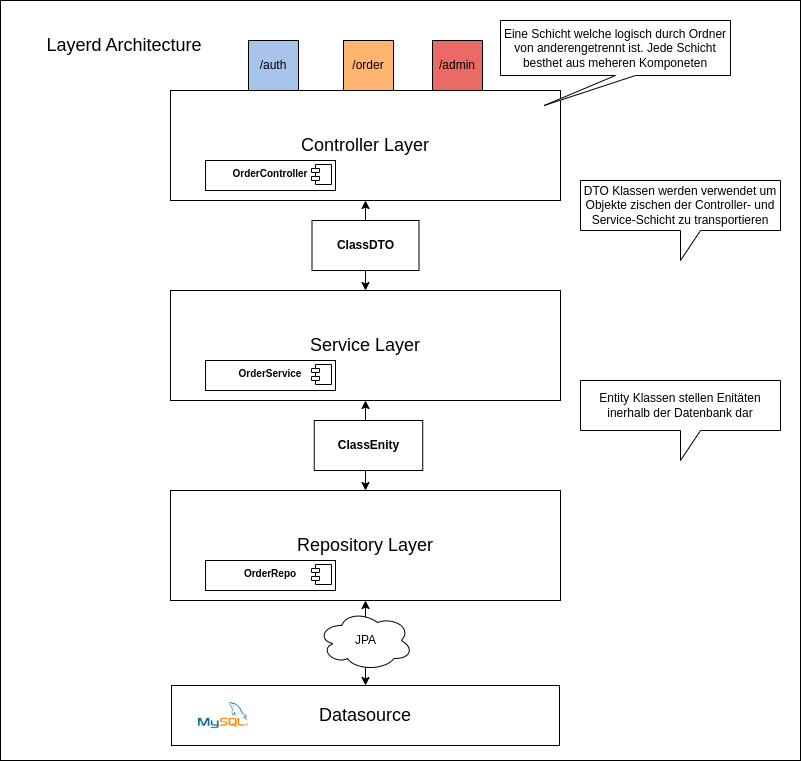 Layerd Architecture
/auth
/order
/admin
Eine Schicht welche logisch durch Ordner
von anderengetrennt ist. Jede Schicht
besthet aus meheren Komponeten
Controller Layer
OrderController
DTO Klassen werden verwendet um
Objekte zischen der Controller- und
Service-Schicht zu transportieren
ClassDTO
Service Layer
OrderService
Entity Klassen stellen Enitäten
inerhalb der Datenbank dar
ClassEnity
Repository Layer
OrderRepo
JPA
MySQL
Datasource